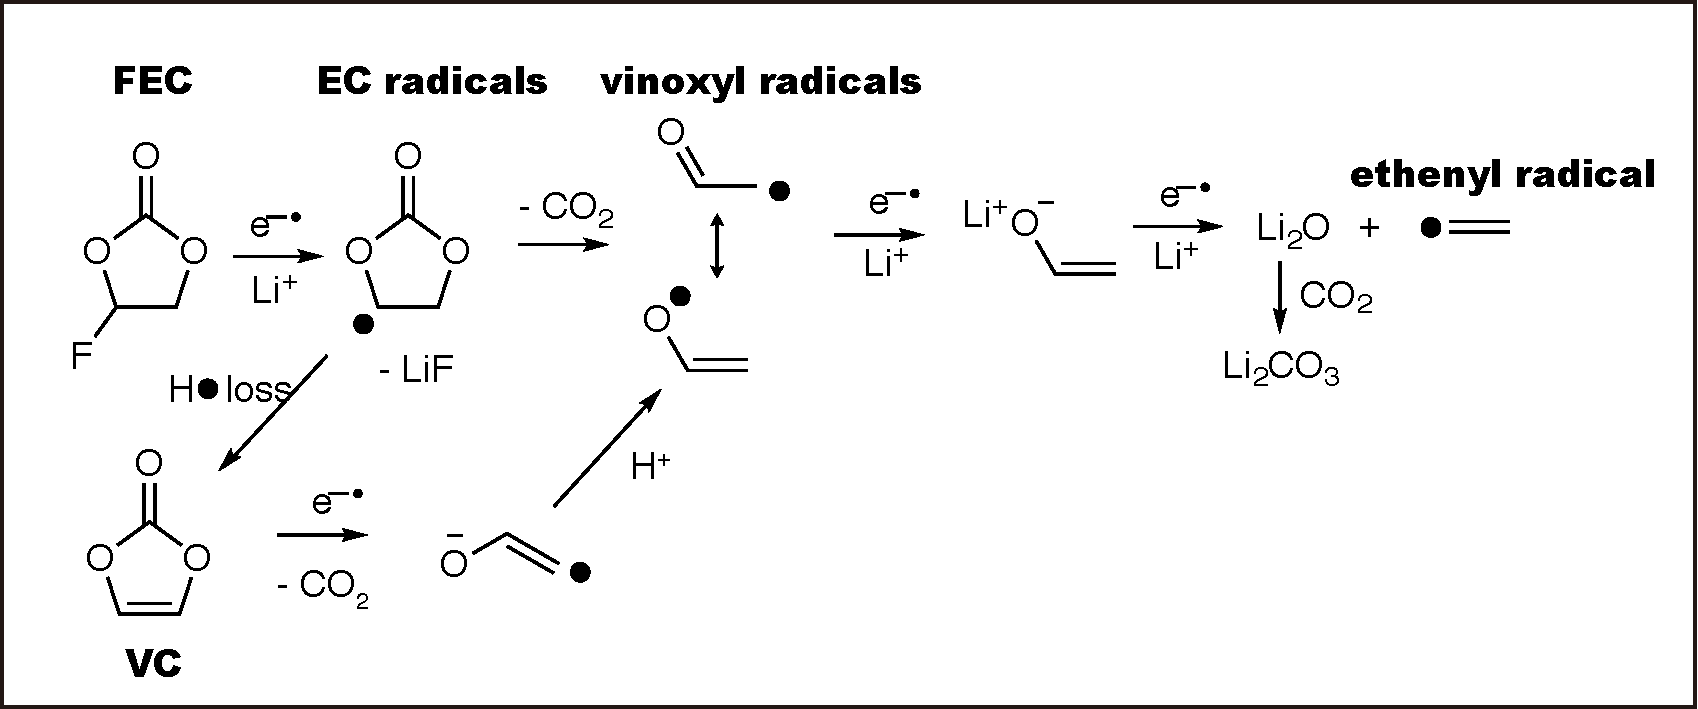 FEC
EC radicals
vinoxyl radicals
ethenyl radical
O
O
O
F
e–•
Li⁺
O
O
O
- LiF
- CO₂
O
O
e–•
Li⁺
Li⁺
O⁻
e–•
Li⁺
Li₂O + 
CO₂
Li₂CO₃
H●loss
O
O
O
VC
e–•
- CO₂
O⁻
H⁺